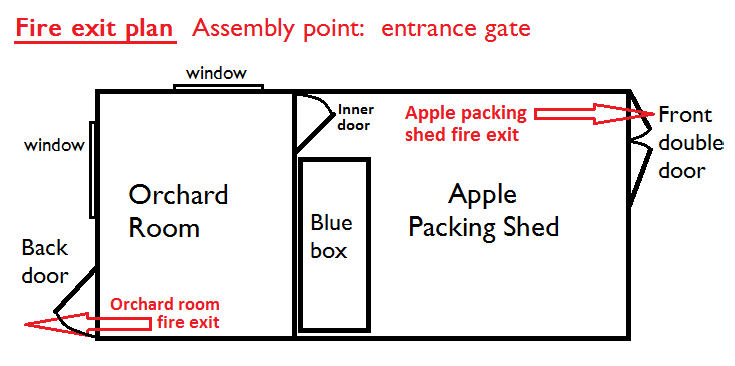 Fire exit plan Assembly point: entrance gate
window
Inner
door
Apple packing
shed fire exit
Front
double
door
window
Orchard
Room
Apple
Packing Shed
Blue
box
Back
door
Orchard room
fire exit